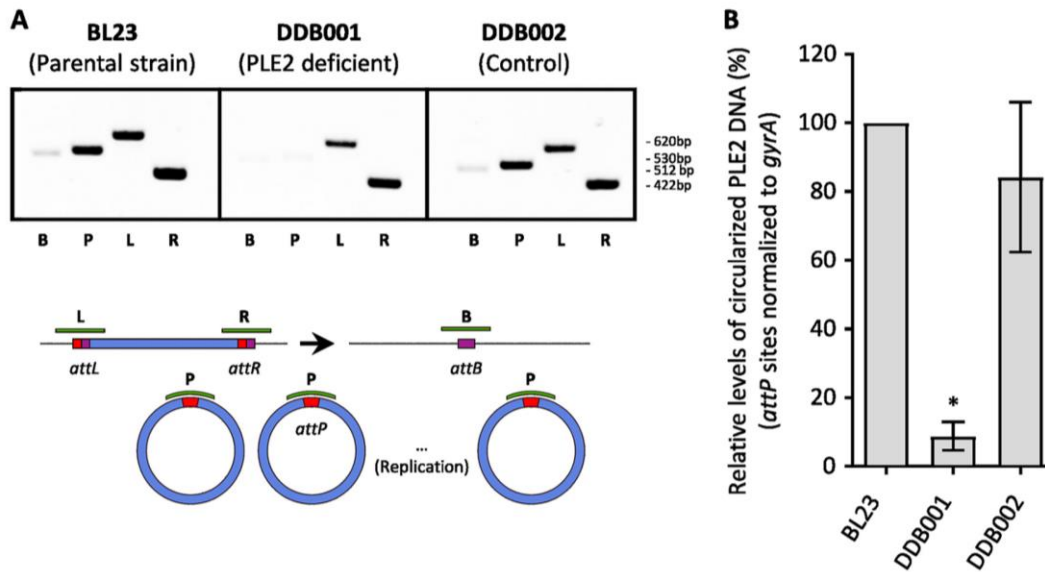 A
BL23
(Parental strain)
DDB001
(PLE2 deficient)
DDB002
(Control)
- 620bp
- 530bp
- 512 bp
- 422bp
B P L R
B P L R
B P L R
L
R
attL
attR
B
attB
P
P
attP
...
(Replication)
P
B
Relative levels of circularized PLE2 DNA (%)
(attP sites normalized to gyrA)
120
100
80
60
40
20
0
*
BL23
DDB001
DDB002